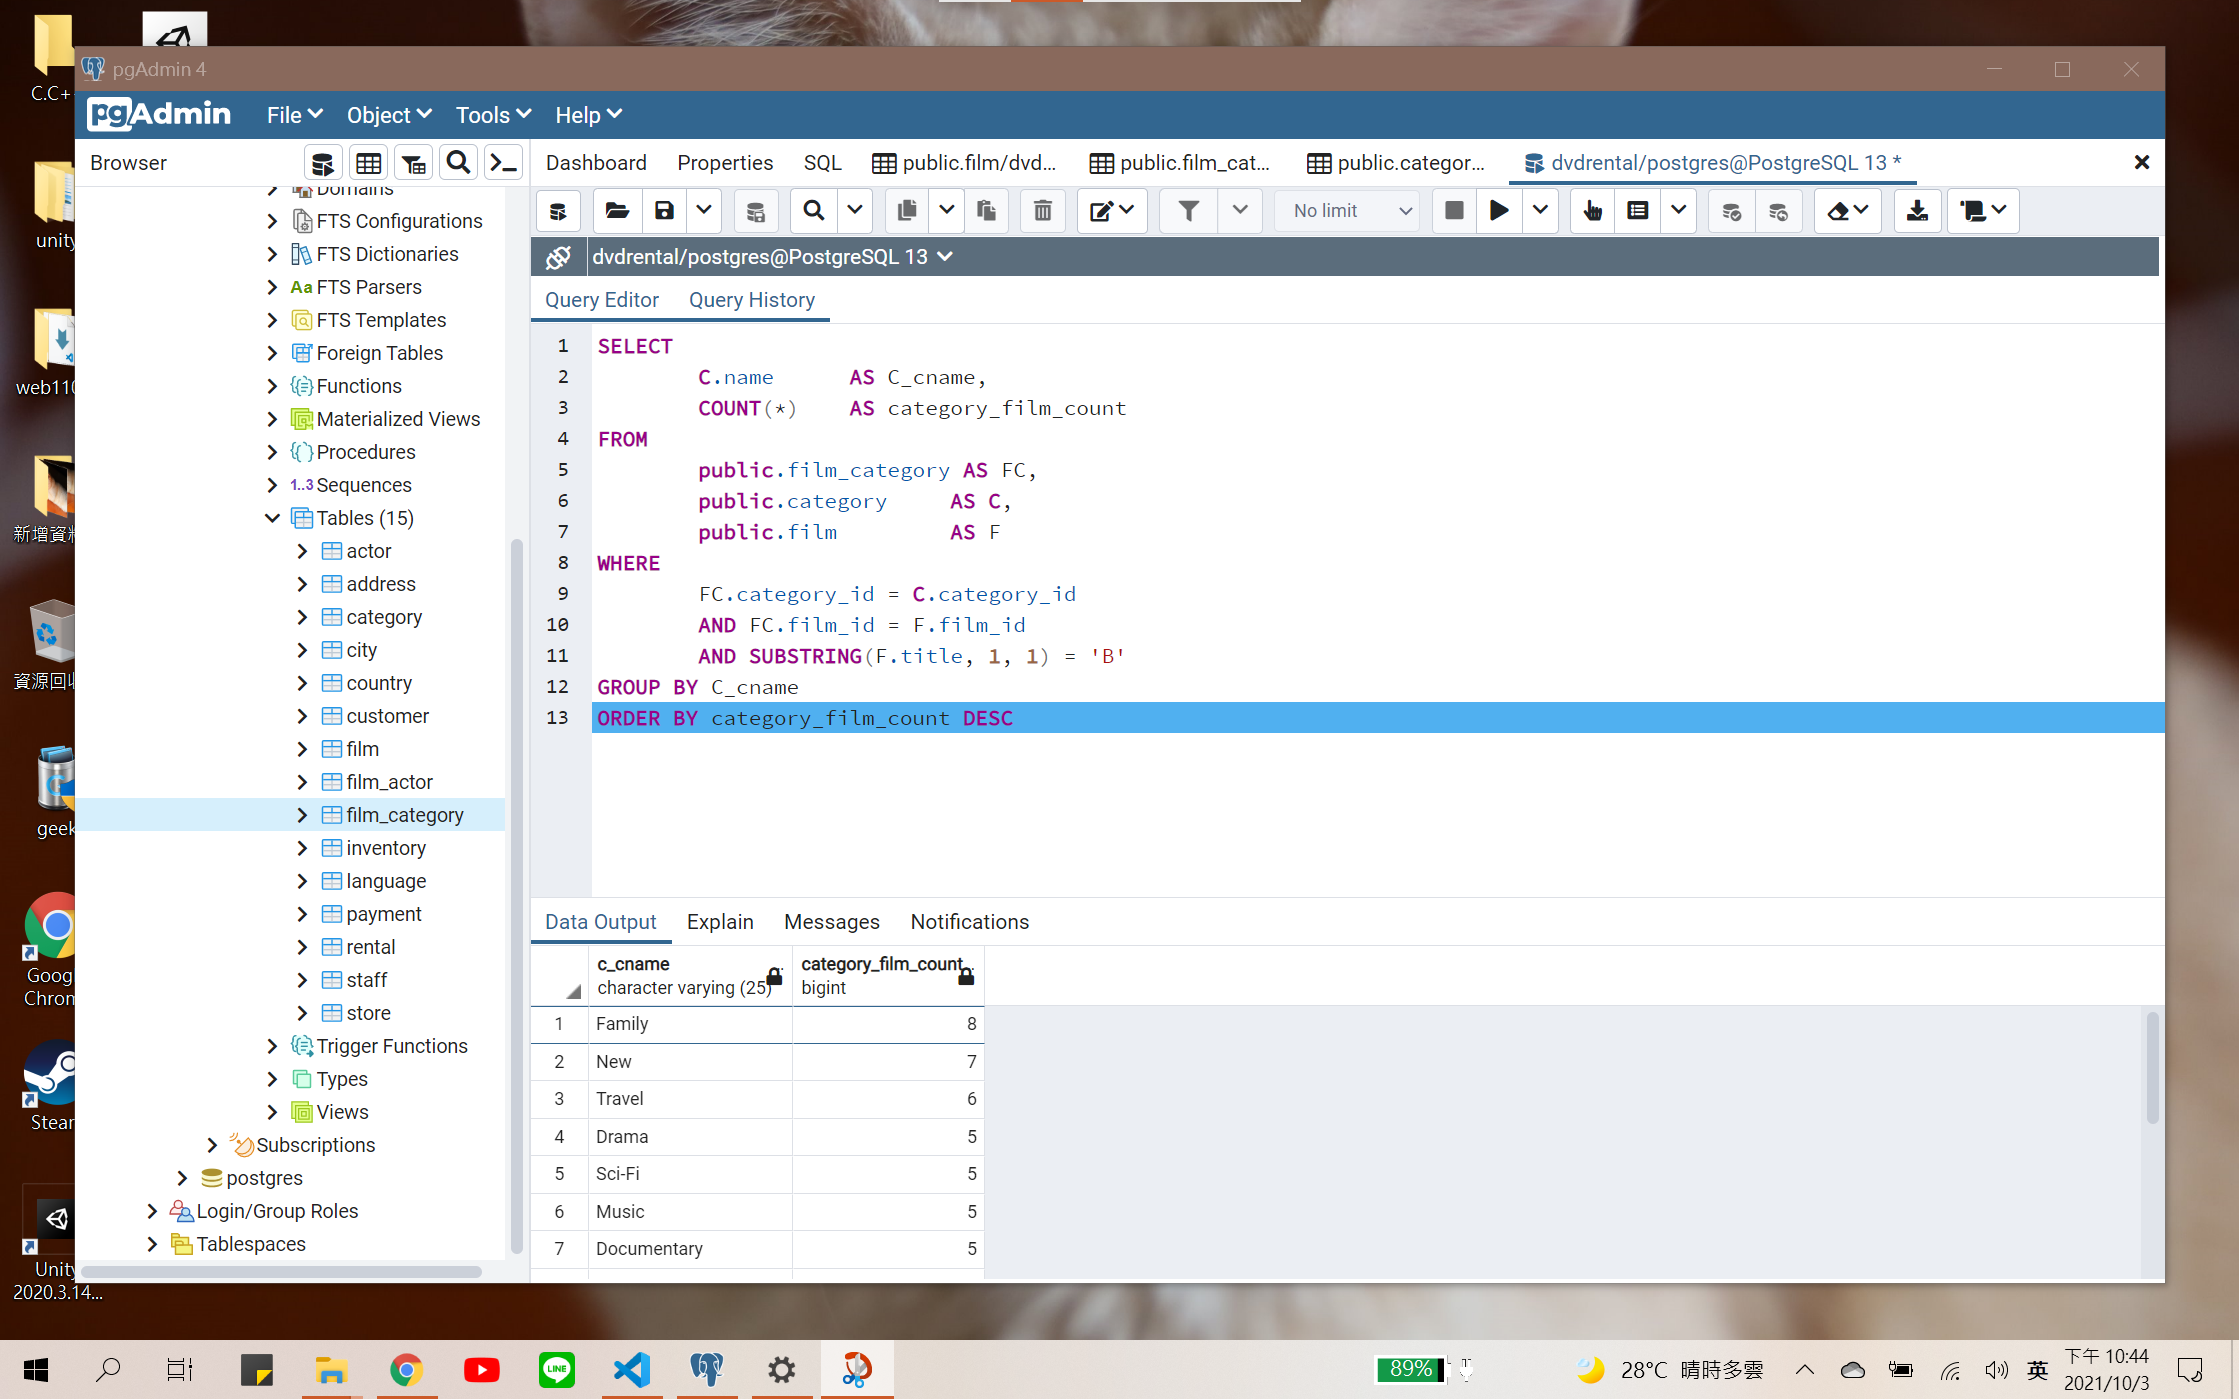 C.C+
unity
web110
新增資料
資源回收
geek
Goog
Chrom
Steam
Unity
2020.3.14...
pgAdmin 4
pgAdmin
File
Object
Tools
Help
Browser
Dashboard
Properties
SQL
public.film/dvd...
public.film_cat...
public.categor...
dvdrental/postgres@PostgreSQL 13 *
No limit
Domains
FTS Configurations
FTS Dictionaries
Aa FTS Parsers
FTS Templates
Foreign Tables
Functions
Materialized Views
Procedures
1..3 Sequences
Tables (15)
actor
address
category
city
country
customer
film
film_actor
film_category
inventory
language
payment
rental
staff
store
Trigger Functions
Types
Views
Subscriptions
postgres
Login/Group Roles
Tablespaces
dvdrental/postgres@PostgreSQL 13
Query Editor
Query History
1 SELECT
2 C.name AS C_cname,
3 COUNT(*) AS category_film_count
4 FROM
5 public.film_category AS FC,
6 public.category AS C,
7 public.film AS F
8 WHERE
9 FC.category_id = C.category_id
10 AND FC.film_id = F.film_id
11 AND SUBSTRING(F.title, 1, 1) = 'B'
12 GROUP BY C_cname
13 ORDER BY category_film_count DESC
Data Output
Explain
Messages
Notifications
c_cname
character varying (25)
category_film_count
bigint
1 Family 8
2 New 7
3 Travel 6
4 Drama 5
5 Sci-Fi 5
6 Music 5
7 Documentary 5
LINE
89%
28°C 晴時多雲
英
下午 10:44
2021/10/3